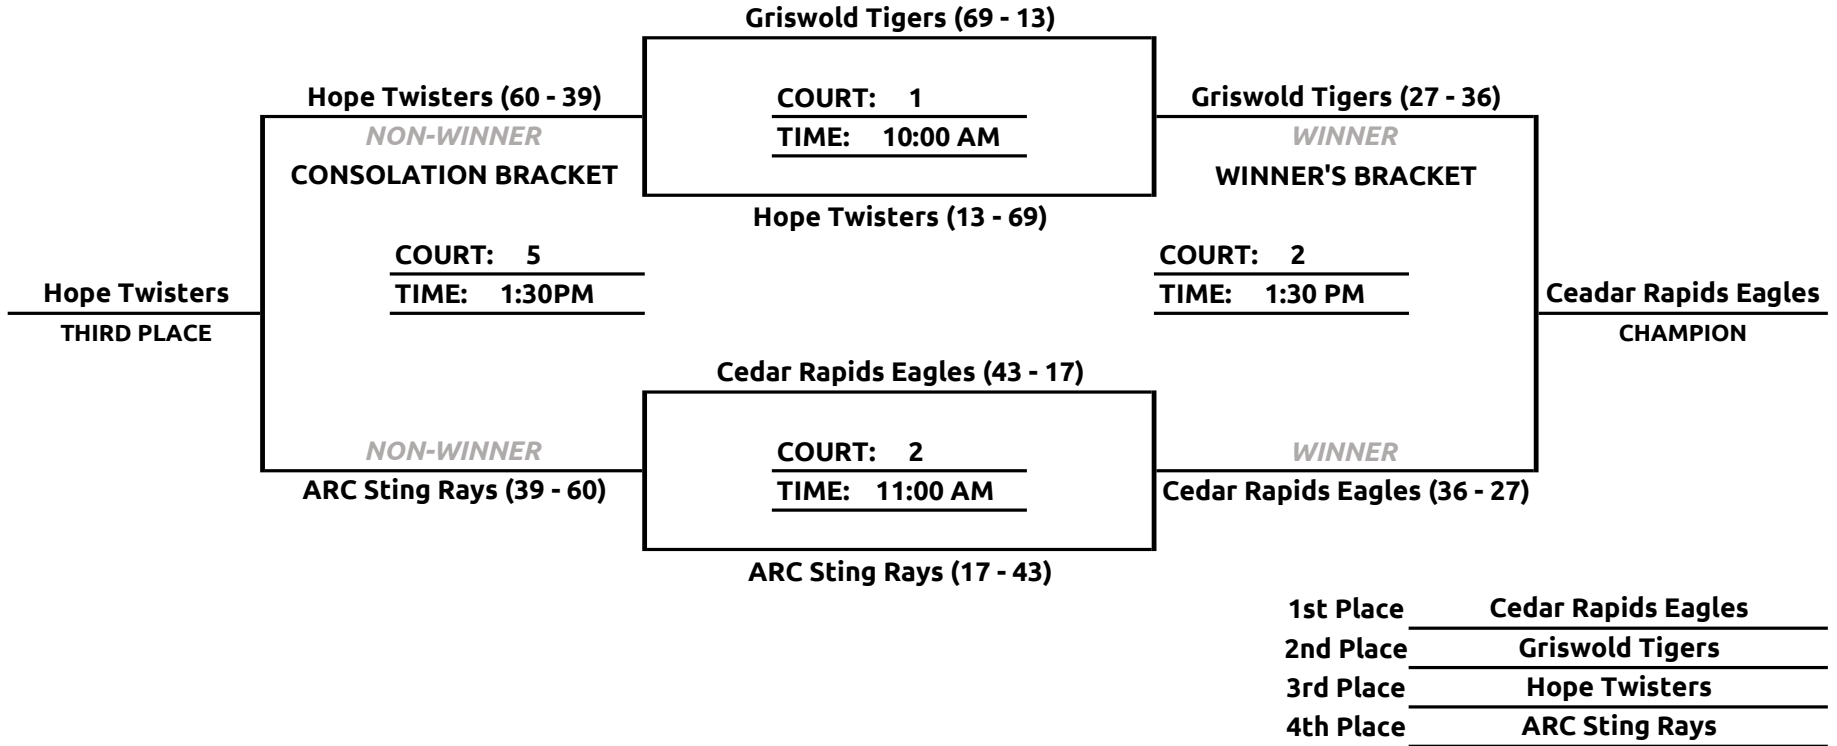 Griswold Tigers (69 - 13)
Hope Twisters (60 - 39)
COURT: 1
Griswold Tigers (27 - 36)
NON-WINNER
TIME: 10:00 AM
WINNER
CONSOLATION BRACKET
WINNER'S BRACKET
Hope Twisters (13 - 69)
COURT: 5
COURT: 2
Hope Twisters
TIME: 1:30PM
TIME: 1:30 PM
Ceadar Rapids Eagles
THIRD PLACE
CHAMPION
Cedar Rapids Eagles (43 - 17)
NON-WINNER
COURT: 2
WINNER
ARC Sting Rays (39 - 60)
TIME: 11:00 AM
Cedar Rapids Eagles (36 - 27)
ARC Sting Rays (17 - 43)
1st Place Cedar Rapids Eagles
2nd Place Griswold Tigers
3rd Place Hope Twisters
4th Place ARC Sting Rays